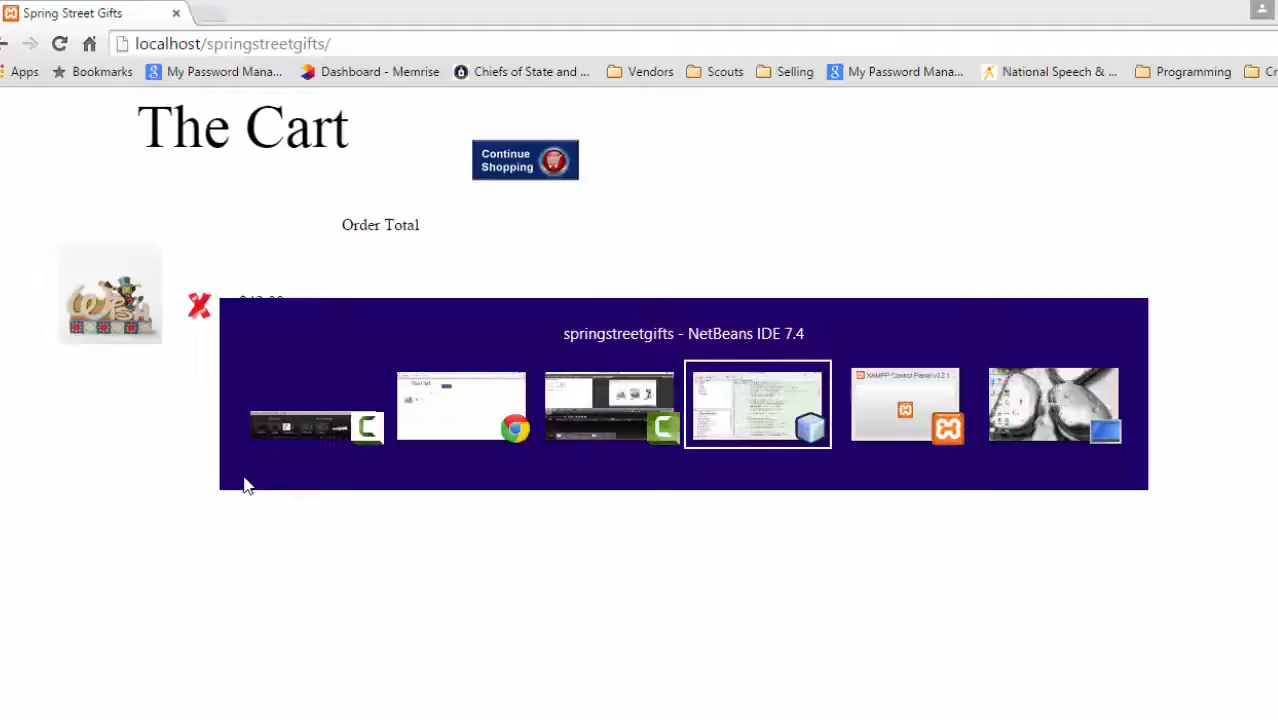 Spring Street Gifts
localhost/springstreetgifts/
Apps Bookmarks My Password Mana... Dashboard - Memrise Chiefs of State and ... Vendors Scouts Selling My Password Mana... National Speech & ... Programming
The Cart
Continue
Shopping
Order Total
springstreetgifts - NetBeans IDE 7.4